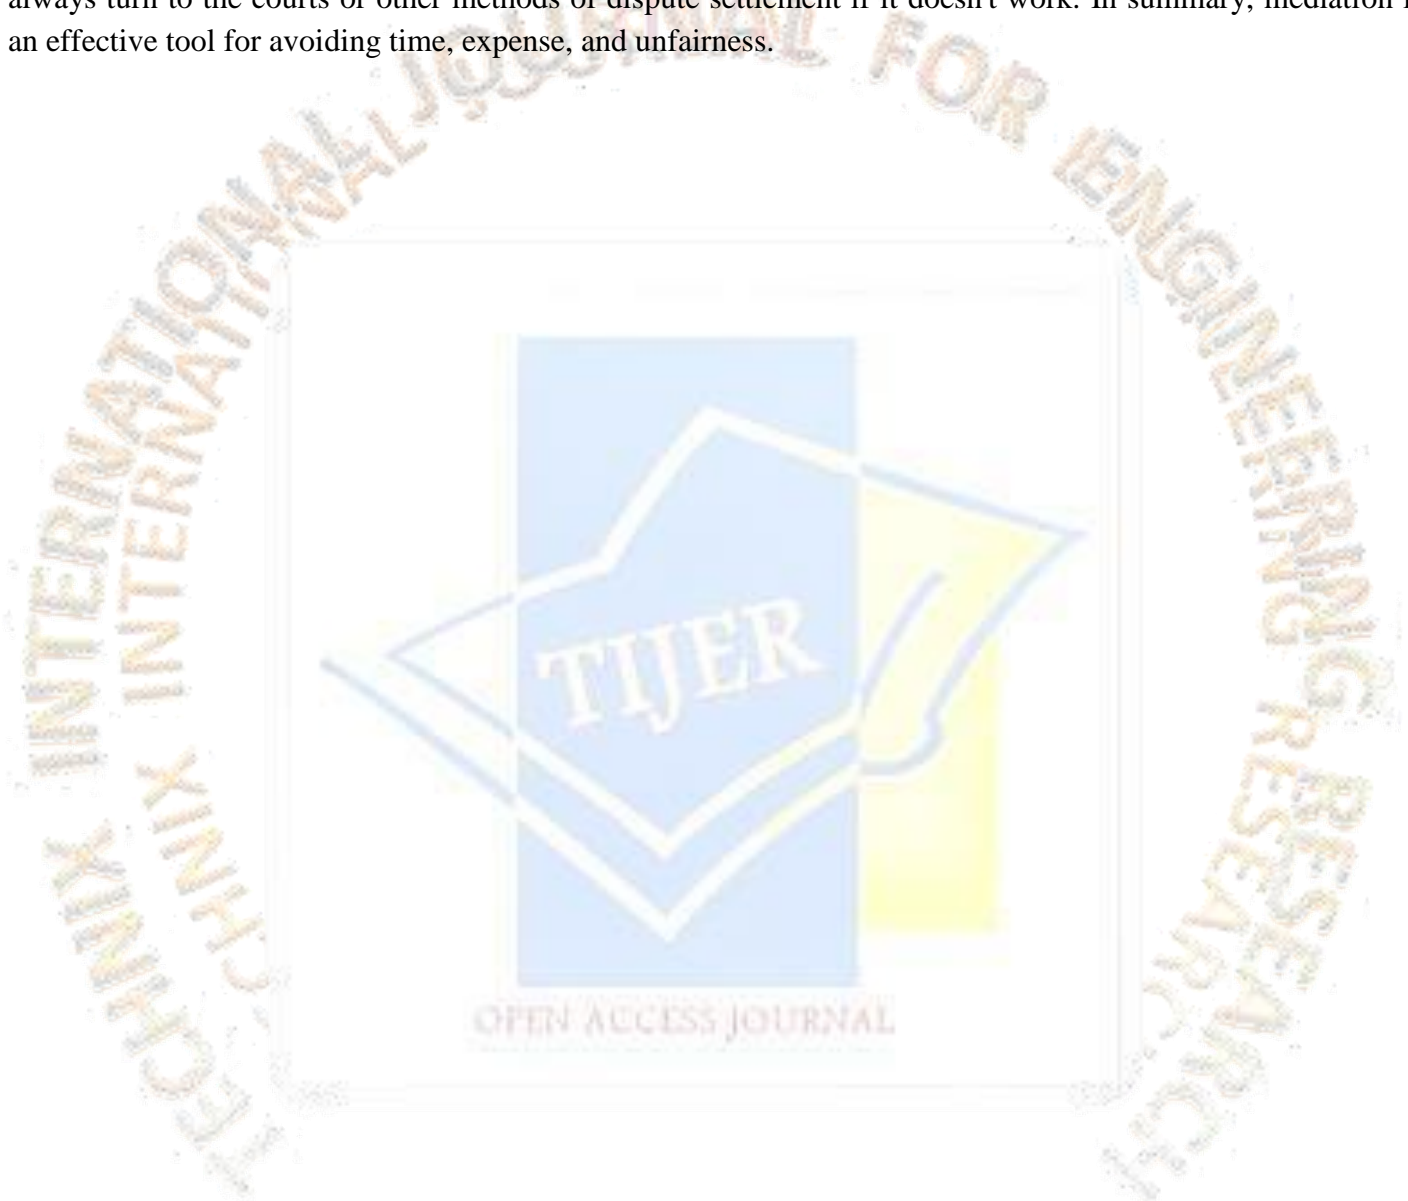 always turn to the courts or other methods of dispute settlement if it doesn't work. In summary, mediation
an effective tool for avoiding time, expense, and unfairness.
TECHNIX INTERNATIONAL JOURNAL FOR ENGINEERING RESEARCH
TIJER
OPEN ACCESS JOURNAL